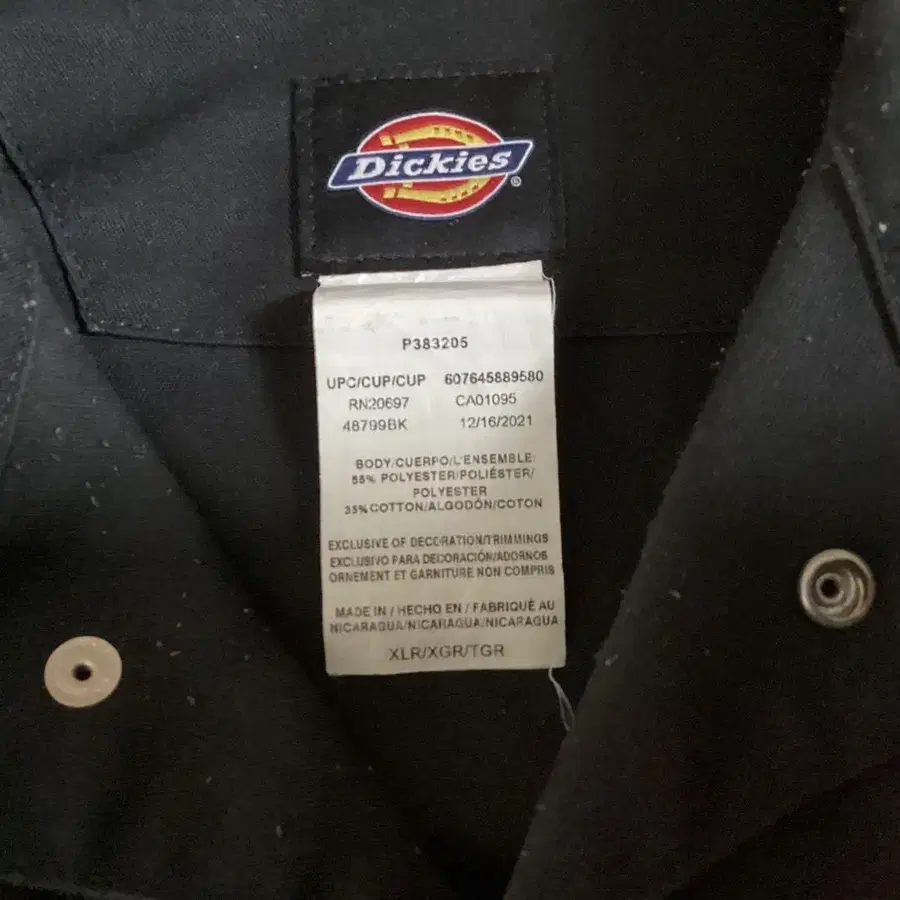 Dickies®
P383205
UPC/CUP/CUP 607645889580
RN20697 CA01095
48799BK 12/16/2021
BODY/CUERPO/L'ENSEMBLE:
65% POLYESTER/POLIÉSTER/
POLYESTER
35% COTTON/ALGODÓN/COTON
EXCLUSIVE OF DECORATION/TRIMMINGS
EXCLUSIVO PARA DECORACIÓN/ADORNOS
ORNEMENT ET GARNITURE NON COMPRIS
MADE IN / HECHO EN / FABRIQUÉ AU
NICARAGUA/NICARAGUA/NICARAGUA
XLR/XGR/TGR